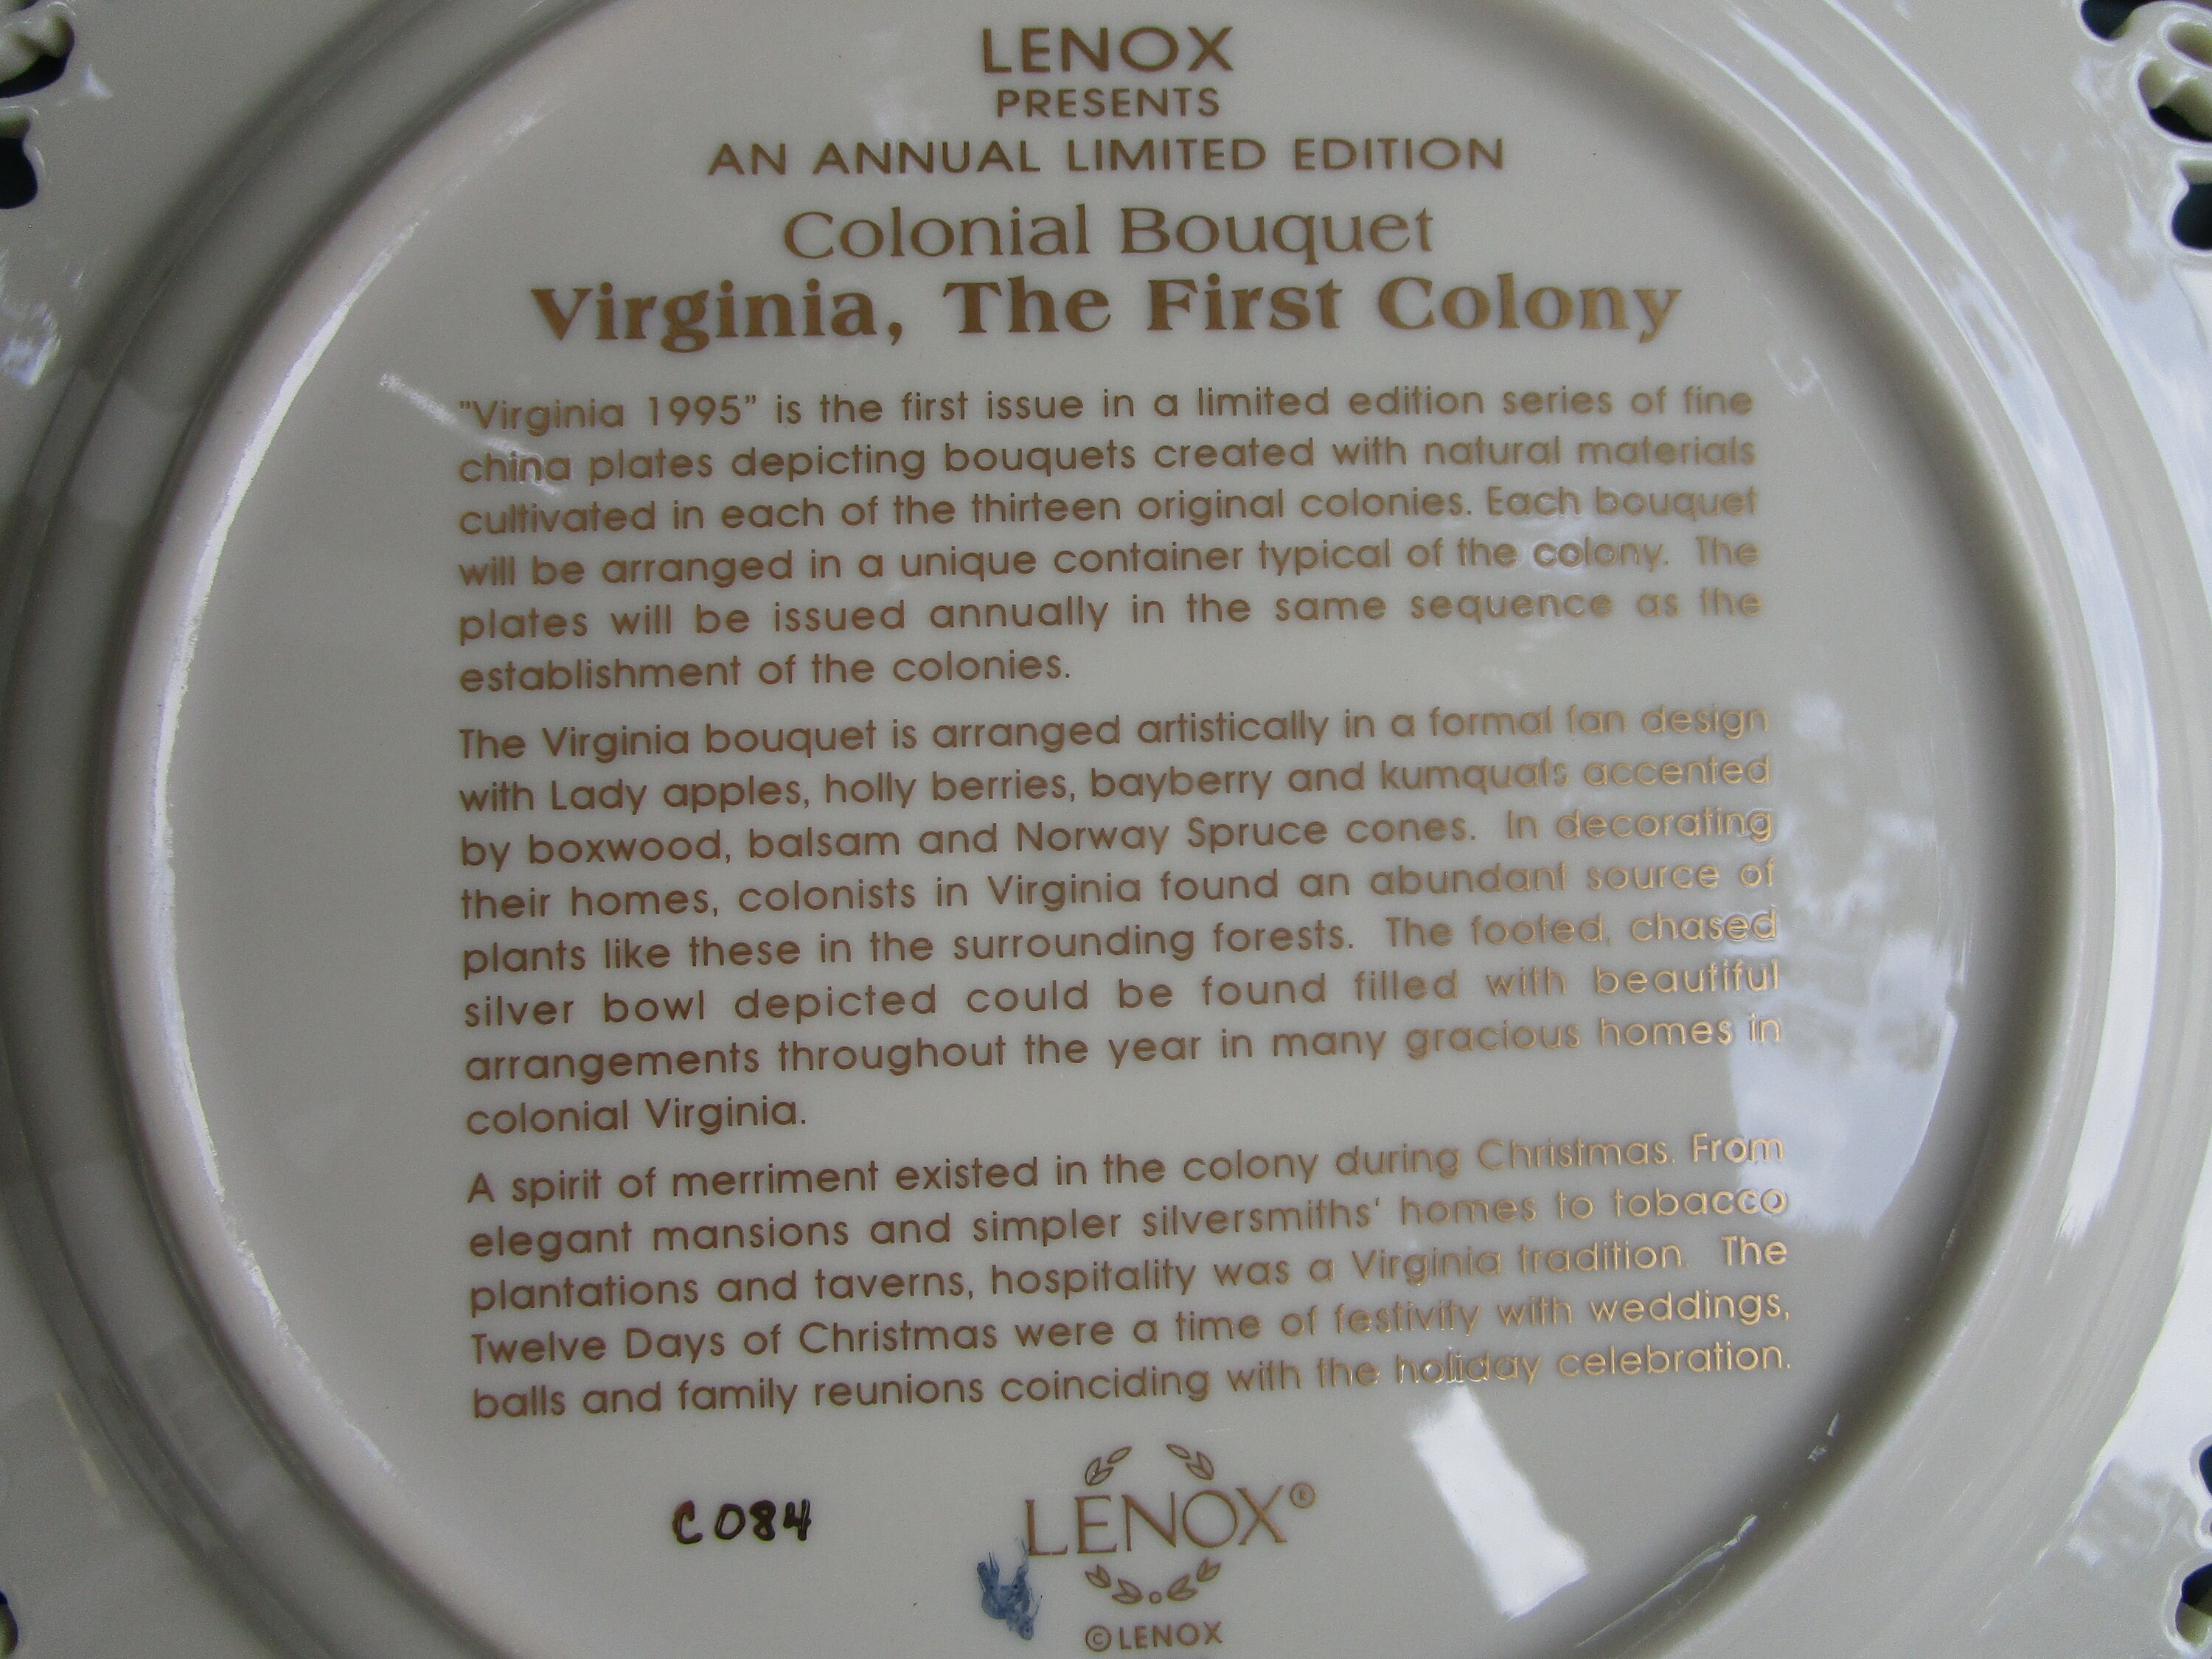 LENOX
PRESENTS
AN ANNUAL LIMITED EDITION
Colonial Bouquet
Virginia, The First Colony
"Virginia 1995" is the first issue in a limited edition series of fine
china plates depicting bouquets created with natural materials
cultivated in each of the thirteen original colonies. Each bouquet
will be arranged in a unique container typical of the colony. The
plates will be issued annually in the same sequence as the
establishment of the colonies.
The Virginia bouquet is arranged artistically in a formal fan design
with Lady apples, holly berries, bayberry and kumquats accented
by boxwood, balsam and Norway Spruce cones. In decorating
their homes, colonists in Virginia found an abundant source of
plants like these in the surrounding forests. The footed, chased
silver bowl depicted could be found filled with beautiful
arrangements throughout the year in many gracious homes in
colonial Virginia.
A spirit of merriment existed in the colony during Christmas. From
elegant mansions and simpler silversmiths' homes to tobacco
plantations and taverns, hospitality was a Virginia tradition. The
Twelve Days of Christmas were a time of festivity with weddings,
balls and family reunions coinciding with the holiday celebration.
C084
LENOX®
©LENOX